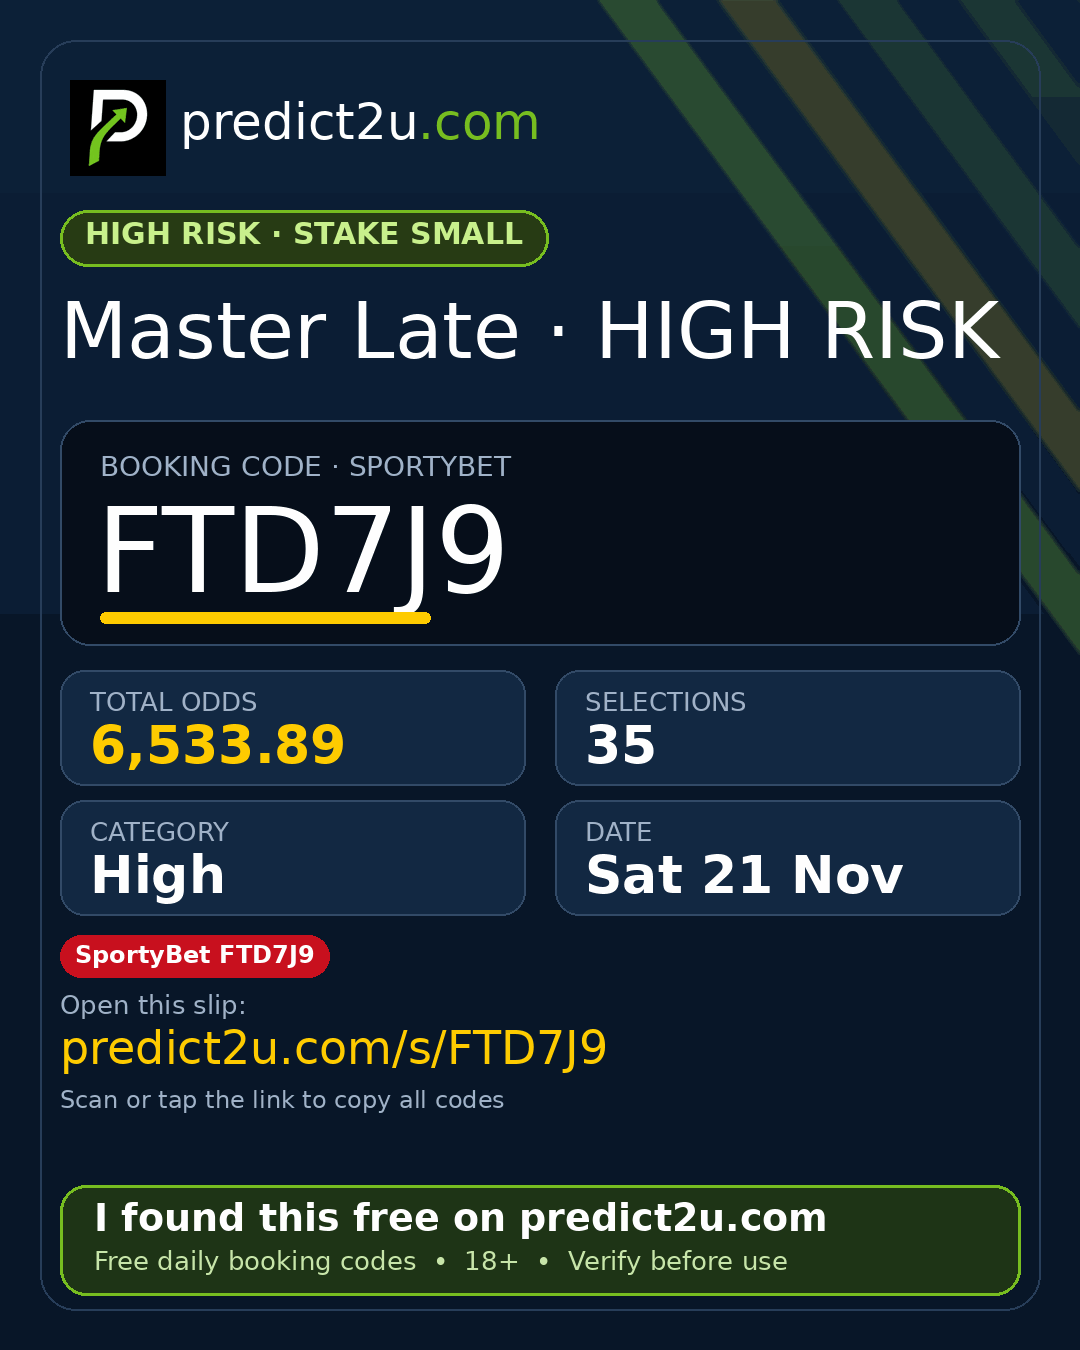 predict2u.com
HIGH RISK · STAKE SMALL
Master Late · HIGH RISK
BOOKING CODE · SPORTYBET
FTD7J9
TOTAL ODDS
6,533.89
SELECTIONS
35
CATEGORY
High
DATE
Sat 21 Nov
SportyBet FTD7J9
Open this slip:
predict2u.com/s/FTD7J9
Scan or tap the link to copy all codes
I found this free on predict2u.com
Free daily booking codes • 18+ • Verify before use